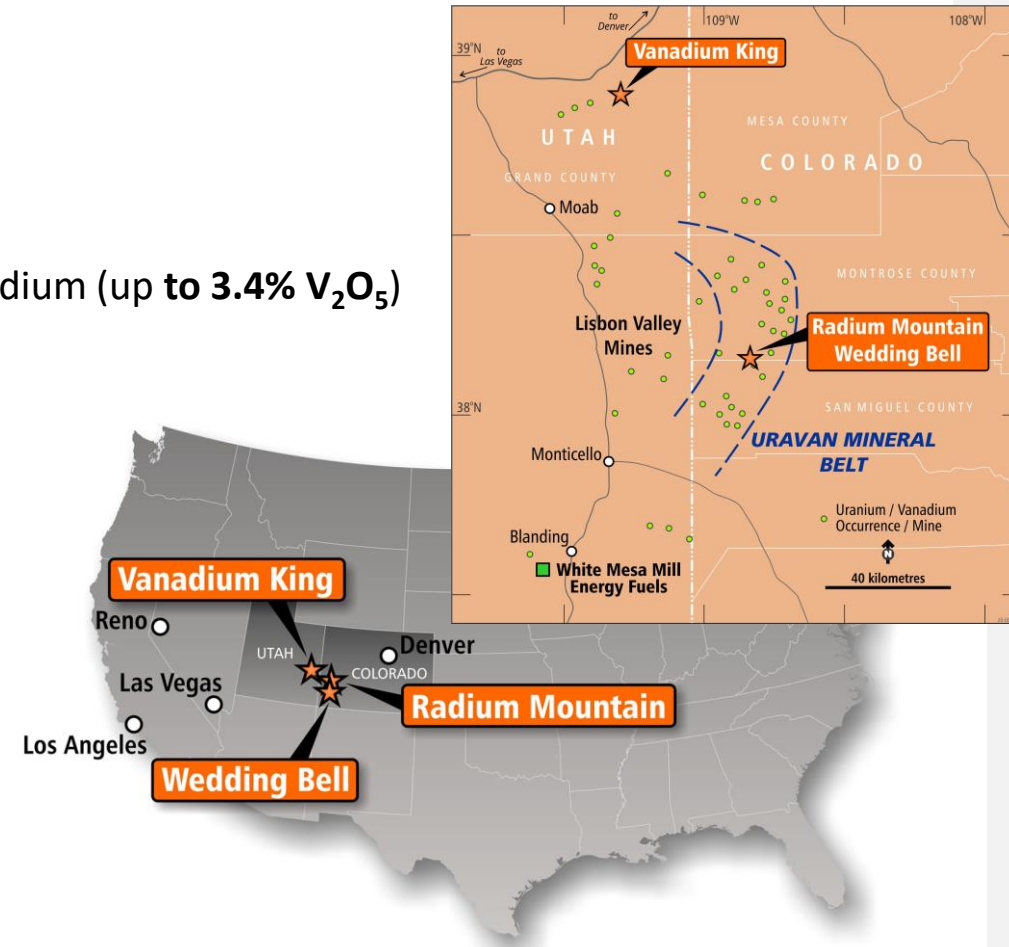 to
Denver
109°W
108°W
39°N
to
Las Vegas
Vanadium King
UTAH
MESA COUNTY
COLORADO
GRAND COUNTY
Moab
MONTROSE COUNTY
dium (up to 3.4% V₂O₅)
Lisbon Valley
Mines
Radium Mountain
Wedding Bell
38°N
SAN MIGUEL COUNTY
URAVAN MINERAL
BELT
Monticello
Uranium / Vanadium
Occurrence / Mine
N
Blanding
White Mesa Mill
Energy Fuels
40 kilometres
Vanadium King
Reno
Denver
UTAH
COLORADO
Las Vegas
Radium Mountain
Los Angeles
Wedding Bell